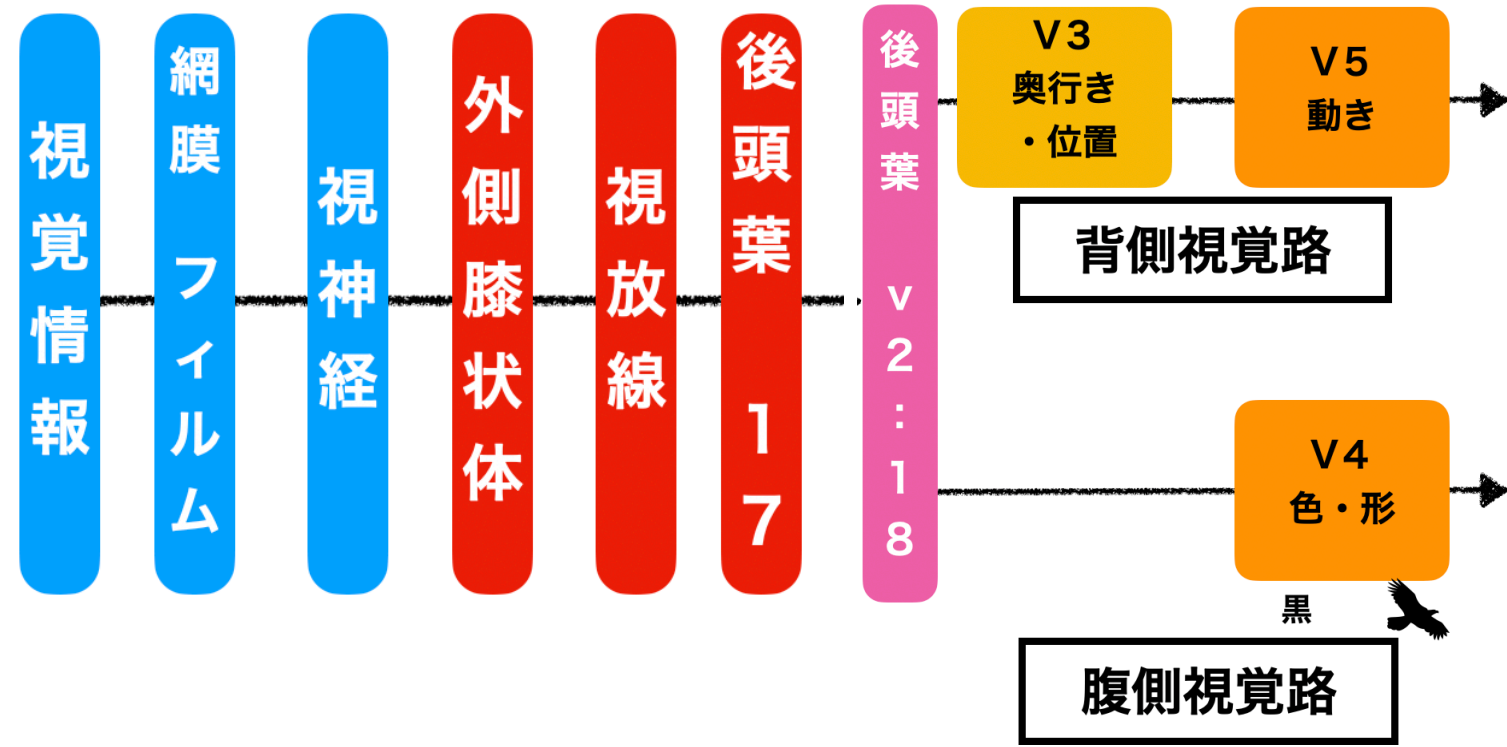 視覚情報
網膜 フィルム
視神経
外側膝状体
視放線
後頭葉 17
後頭葉 v2:18
V3
奥行き
・位置
V5
動き
背側視覚路
V4
色・形
黒
腹側視覚路